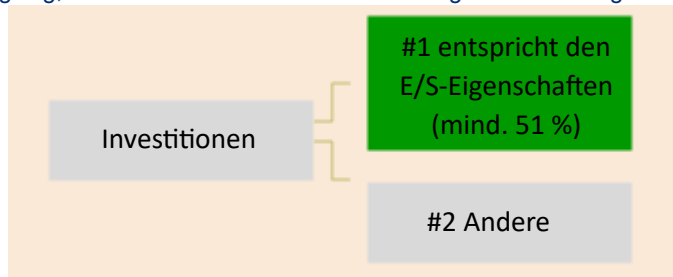 #1 entspricht den
E/S-Eigenschaften
(mind. 51 %)
Investitionen
#2 Andere